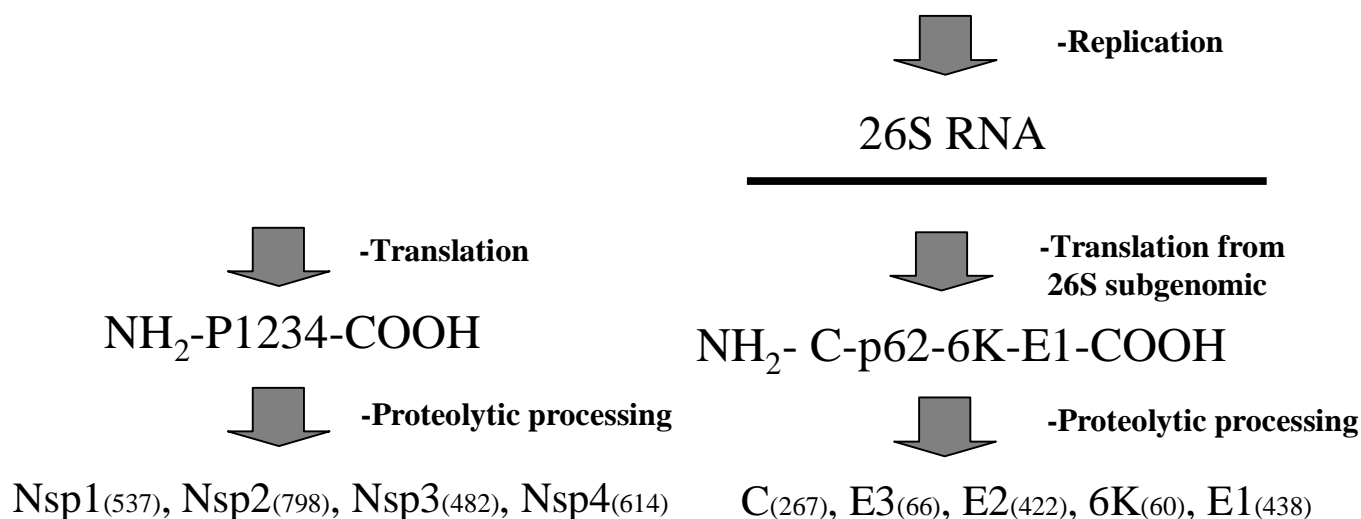 -Replication
26S RNA
-Translation
-Translation from
26S subgenomic
NH₂-P1234-COOH
NH₂- C-p62-6K-E1-COOH
-Proteolytic processing
-Proteolytic processing
Nsp1(537), Nsp2(798), Nsp3(482), Nsp4(614)
C(267), E3(66), E2(422), 6K(60), E1(438)